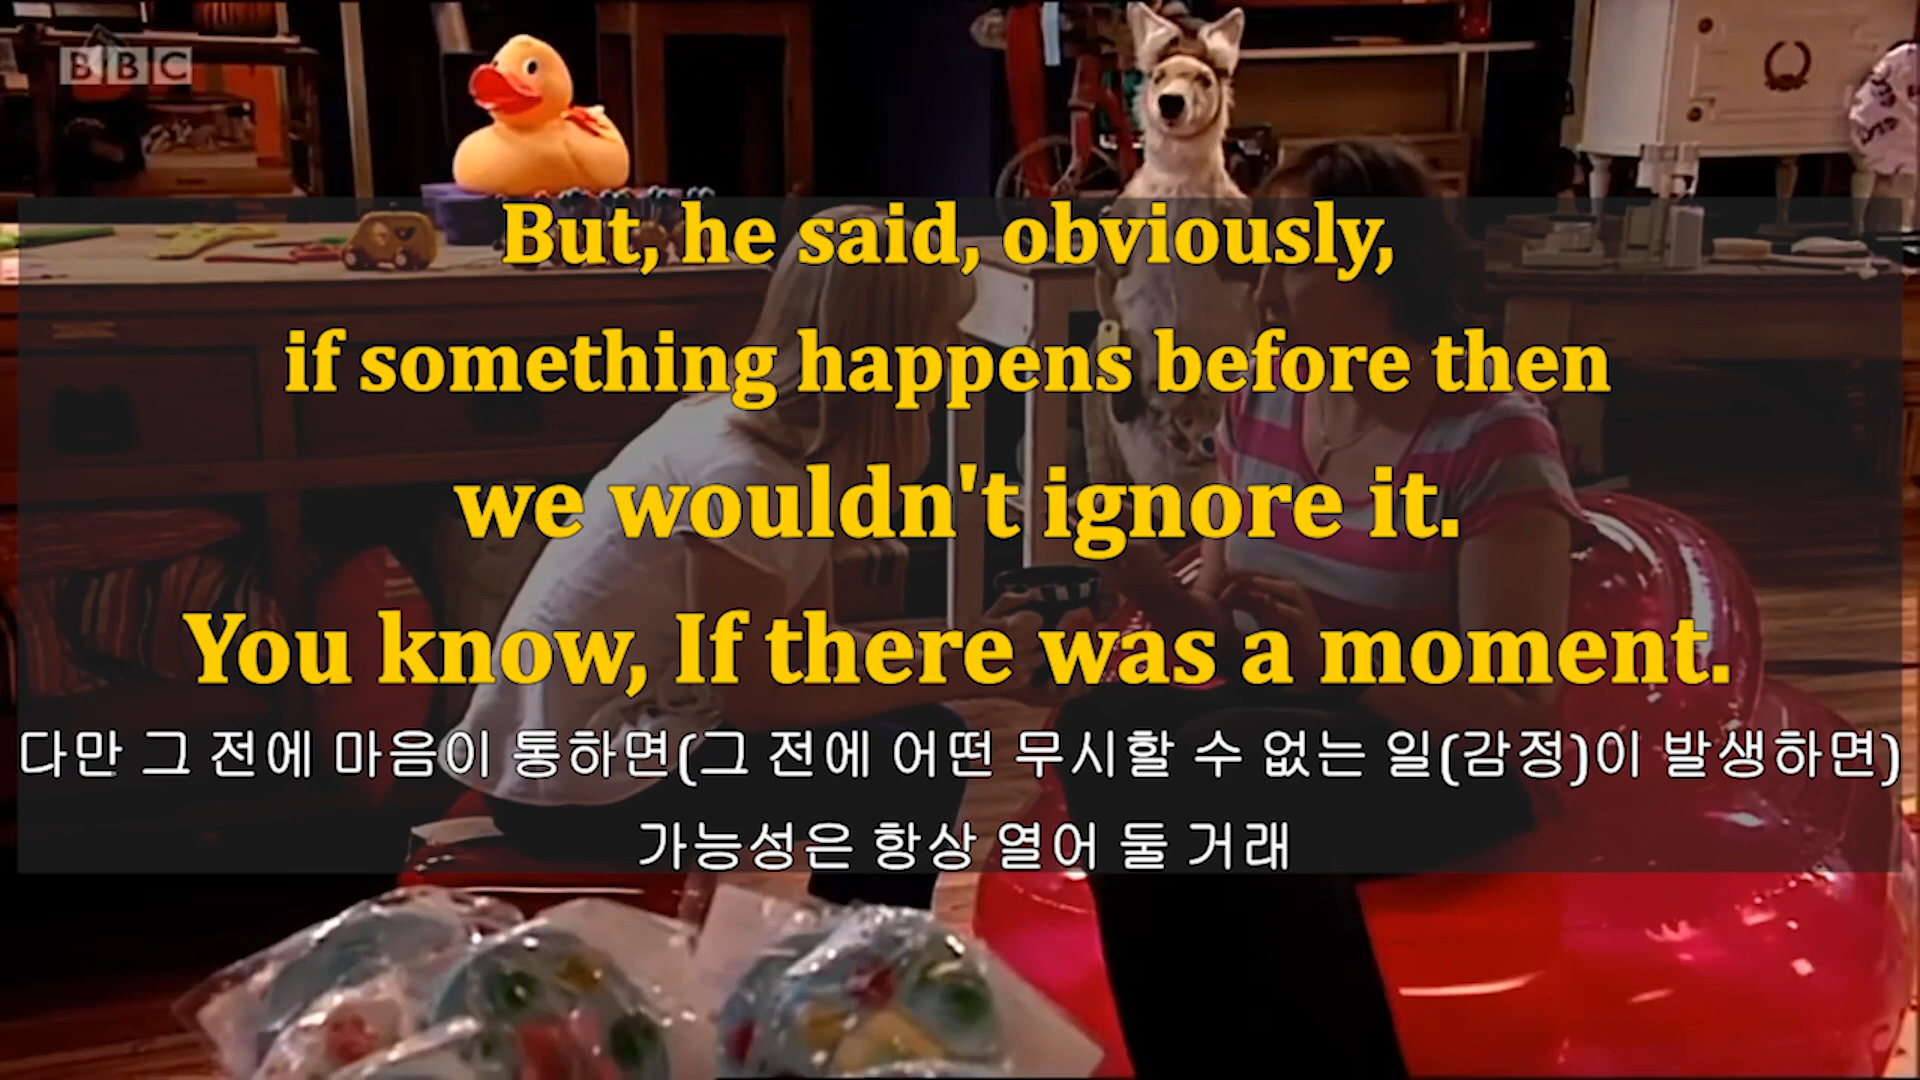 BBC
But, he said, obviously,
if something happens before then
we wouldn't ignore it.
You know, If there was a moment.
다만 그 전에 마음이 통하면(그 전에 어떤 무시할 수 없는 일(감정)이 발생하면)
가능성은 항상 열어 둘 거래